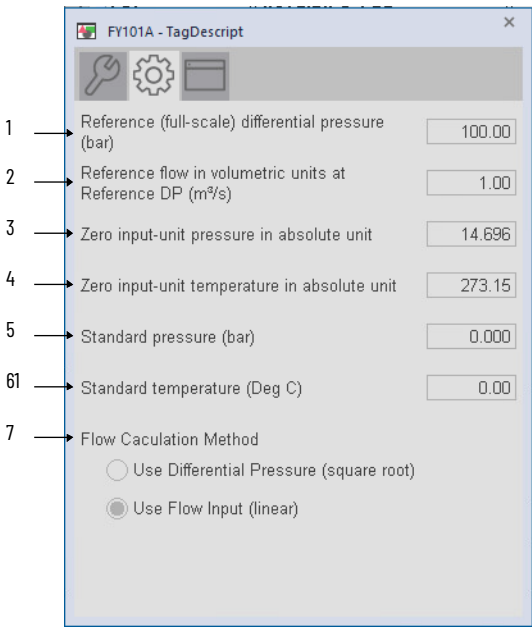 FY101A - TagDescript
1
Reference (full-scale) differential pressure
(bar)
100.00
2
Reference flow in volumetric units at
Reference DP (m³/s)
1.00
3
Zero input-unit pressure in absolute unit
14.696
4
Zero input-unit temperature in absolute unit
273.15
5
Standard pressure (bar)
0.000
61
Standard temperature (Deg C)
0.00
7
Flow Caculation Method
Use Differential Pressure (square root)
Use Flow Input (linear)